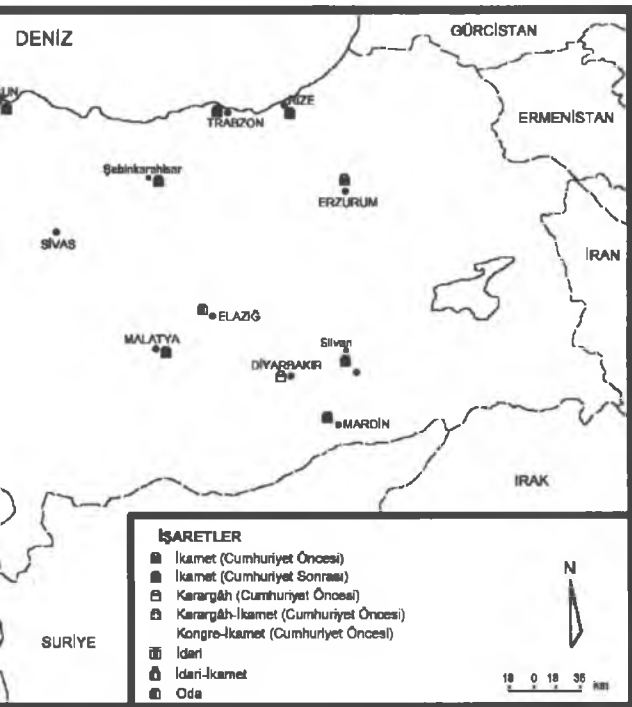 DENİZ
GÜRCİSTAN
UN
TRABZON
RİZE
ERMENİSTAN
Şebinkarahisar
ERZURUM
SİVAS
İRAN
ELAZIĞ
MALATYA
Silvan
DİYARBAKIR
MARDİN
IRAK
SURİYE
İŞARETLER
İkamet (Cumhuriyet Öncesi)
İkamet (Cumhuriyet Sonrası)
Karargâh (Cumhuriyet Öncesi)
Karargâh-İkamet (Cumhuriyet Öncesi)
Kongre-İkamet (Cumhuriyet Öncesi)
İdari
İdari-İkamet
Oda
N
18 0 18 36